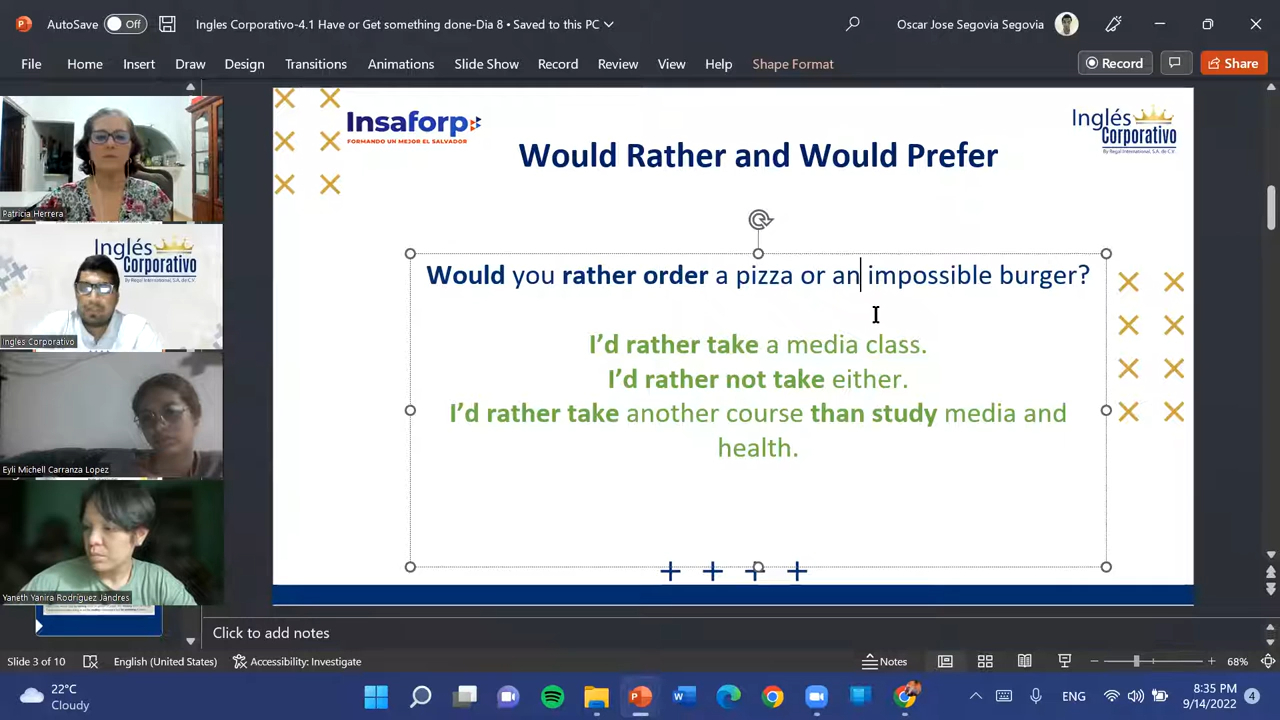 AutoSave Off Ingles Corporativo-4.1 Have or Get something done-Dia 8 • Saved to this PC Oscar Jose Segovia Segovia
File Home Insert Draw Design Transitions Animations Slide Show Record Review View Help Shape Format Record Share
Insaforp
FORMANDO UN MEJOR EL SALVADOR
Inglés
Corporativo
By Regal International, S.A. de C.V.
Would Rather and Would Prefer
Patricia Herrera
Would you rather order a pizza or an impossible burger?
I'd rather take a media class.
I'd rather not take either.
I'd rather take another course than study media and
health.
Inglés
Corporativo
Ingles Corporativo
Eyli Michell Carranza Lopez
Yaneth Yanira Rodríguez Jandres
Click to add notes
Slide 3 of 10 English (United States) Accessibility: Investigate Notes 68%
22°C
Cloudy
ENG
8:35 PM
9/14/2022
4